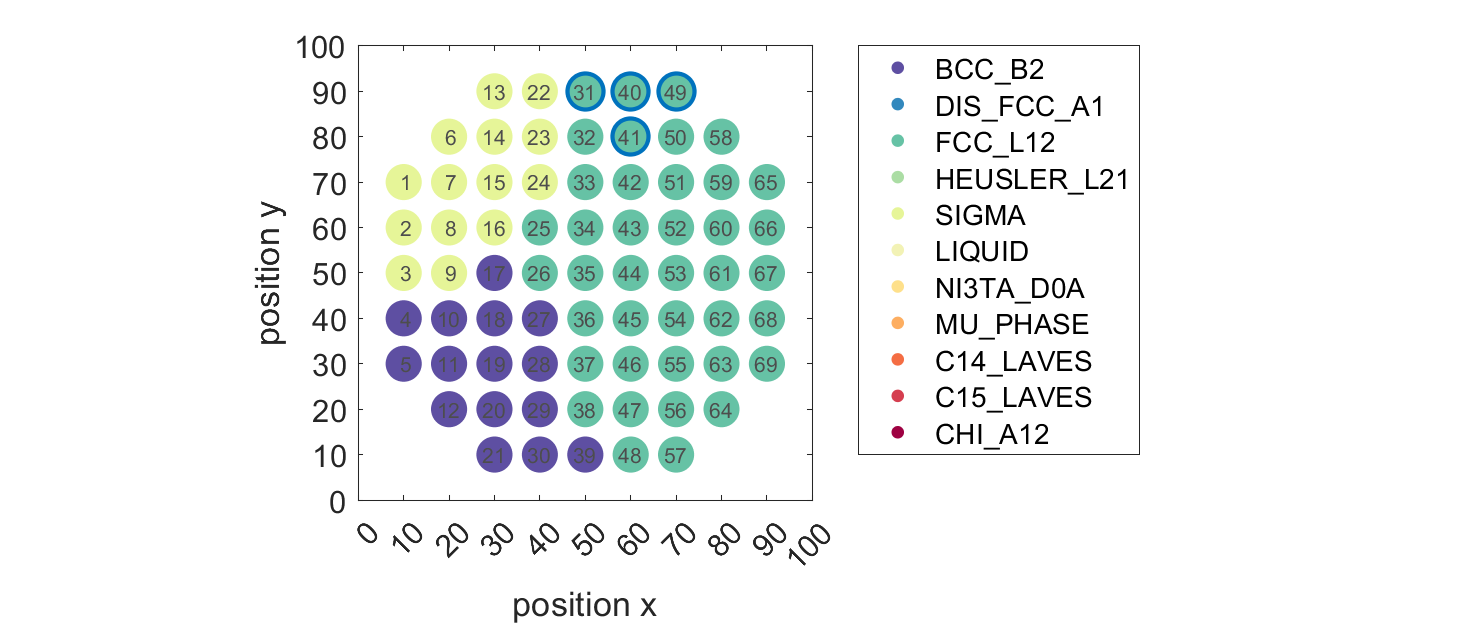 100
90
80
70
60
50
40
30
20
10
0
position y
13 22 31 40 49
6 14 23 32 41 50 58
1 7 15 24 33 42 51 59 65
2 8 16 25 34 43 52 60 66
3 9 17 26 35 44 53 61 67
4 10 18 27 36 45 54 62 68
5 11 19 28 37 46 55 63 69
12 20 29 38 47 56 64
21 30 39 48 57
0 10 20 30 40 50 60 70 80 90 100
position x
BCC_B2
DIS_FCC_A1
FCC_L12
HEUSLER_L21
SIGMA
LIQUID
NI3TA_D0A
MU_PHASE
C14_LAVES
C15_LAVES
CHI_A12